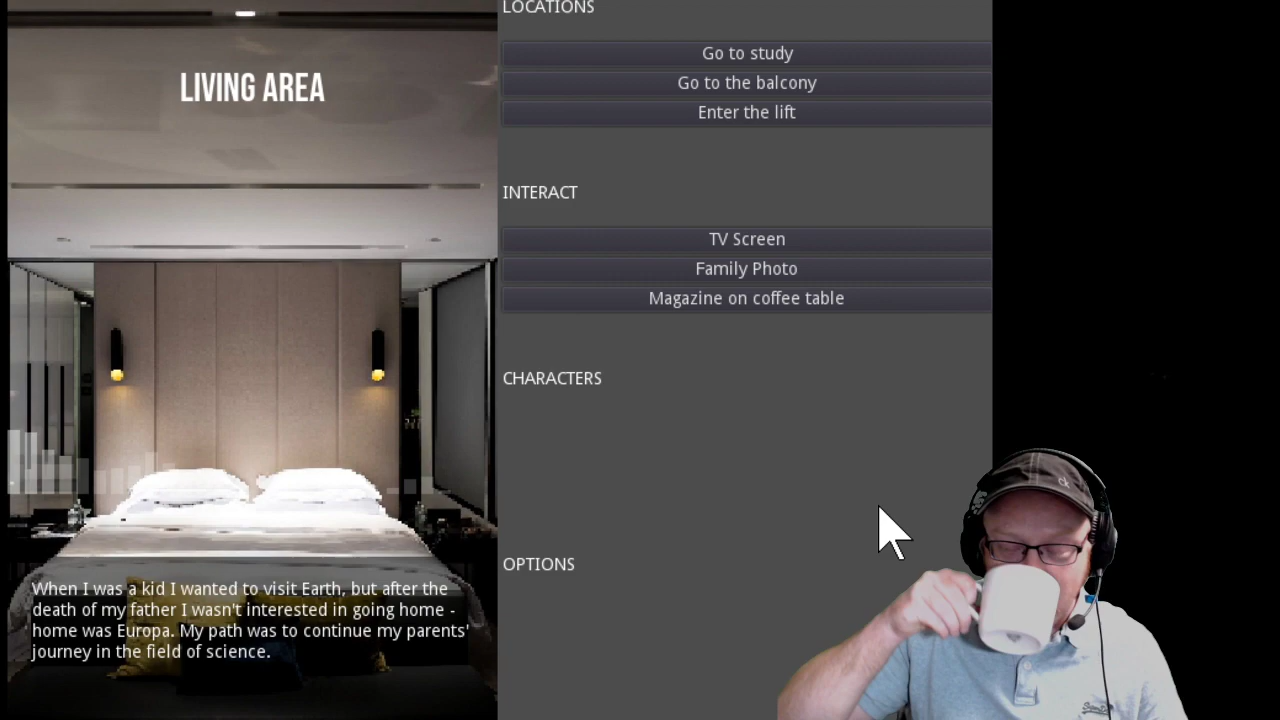 LIVING AREA
When I was a kid I wanted to visit Earth, but after the
death of my father I wasn't interested in going home -
home was Europa. My path was to continue my parents'
journey in the field of science.
LOCATIONS
Go to study
Go to the balcony
Enter the lift
INTERACT
TV Screen
Family Photo
Magazine on coffee table
CHARACTERS
OPTIONS
ck